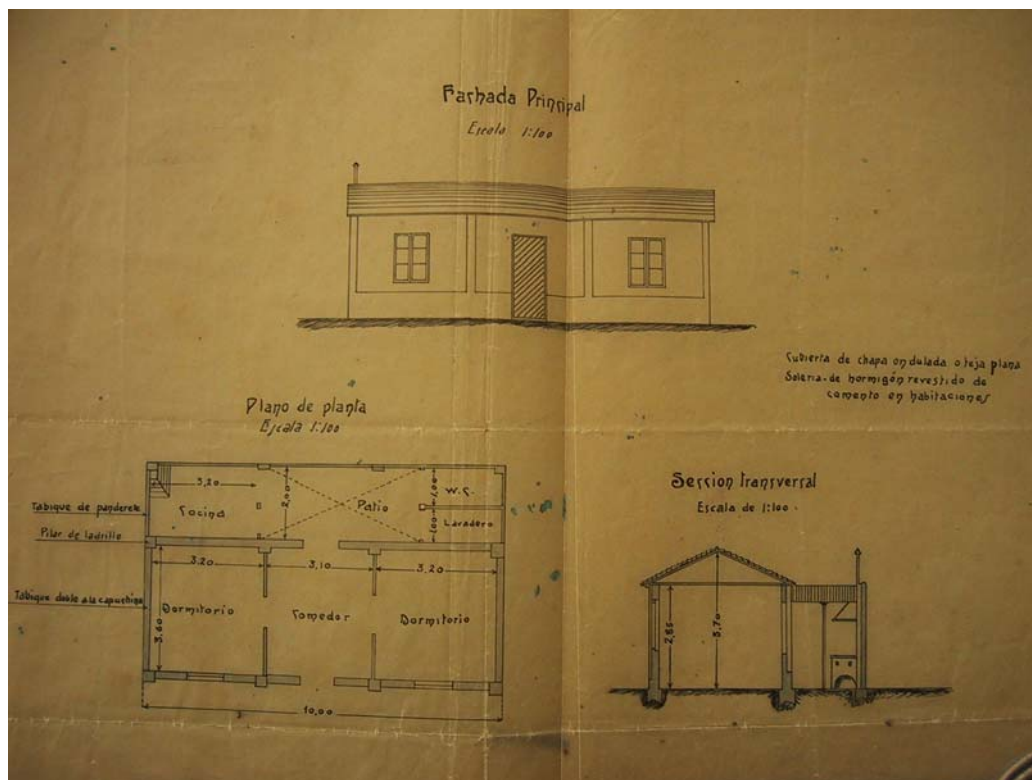 Fachada Principal
Escala 1:100
Cubierta de chapa ondulada o teja plana
Soleria de hormigón revestido de
comento en habitaciones
Plano de planta
Escala 1:100
Tabique de panderete
Pilar de ladrillo
Tabique doble a la capuchina
3,20
2,00
1,00
W.C.
Cocina
Patio
1,00
Lavadero
3,20
3,10
3,20
Dormitorio
Comedor
Dormitorio
3,60
10,00
Seccion transversal
Escala de 1:100
2,85
3,70